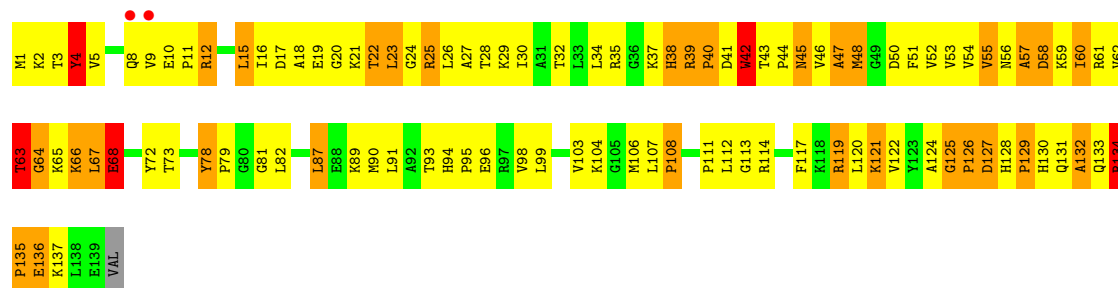 M1 K2 T3 Y4 V5 Q8 V9 E10 P11 R12 L15 I16 D17 A18 E19 G20 K21 T22 L23 G24 R25 L26 A27 T28 K29 I30 A31 T32 L33 L34 R35 G36 K37 H38 R39 P40 D41 W42 T43 P44 N45 V46 A47 M48 G49 D50 F51 V52 V53 V54 V55 N56 A57 D58 K59 I60 R61 V62
T63 G64 K65 K66 L67 E68 Y72 T73 Y78 P79 G80 G81 L82 L87 E88 K89 M90 L91 A92 T93 H94 P95 E96 R97 V98 L99 V103 K104 G105 M106 L107 P108 P111 L112 G113 R114 F117 K118 R119 L120 K121 V122 Y123 A124 G125 P126 D127 H128 P129 H130 Q131 A132 Q133 R134
P135 E136 K137 L138 E139 VAL